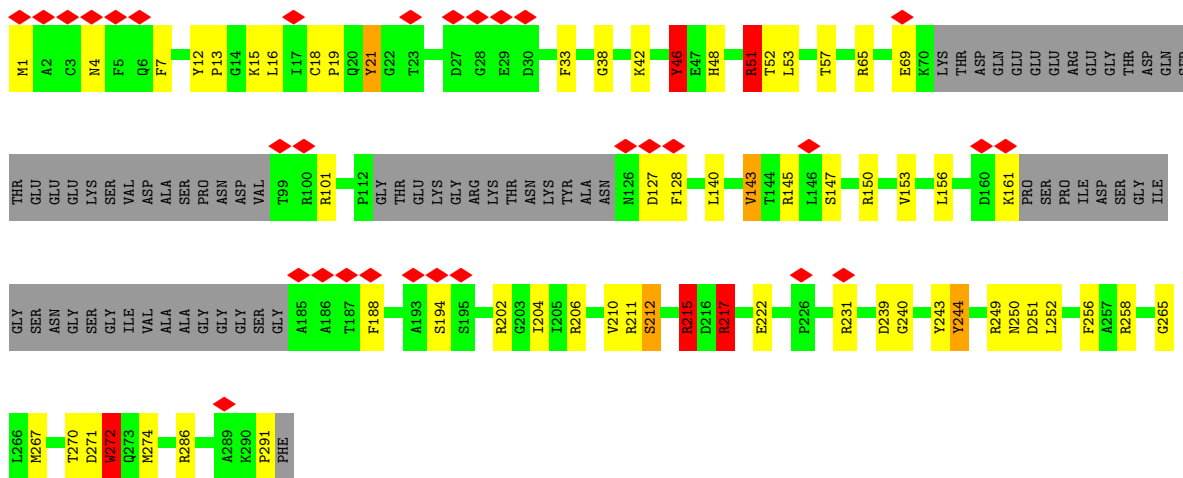 M1 A2 C3 N4 F5 Q6 F7 Y12 P13 G14 K15 L16 I17 C18 P19 Q20 Y21 G22 T23 D27 G28 E29 D30 F33 G38 K42 Y46 E47 H48 R51 T52 L53 T57 R65 E69 K70 LYS THR ASP GLN GLU GLU GLU ARG GLU GLY THR ASP GLN SER
THR GLU GLU GLU LYS SER VAL ASP ALA SER PRO ASN ASP VAL T99 R100 R101 P112 GLY THR GLU LYS GLY ARG LYS THR ASN LYS TYR ALA ASN N126 D127 F128 L140 V143 T144 R145 L146 S147 R150 V153 L156 D160 K161 PRO SER PRO ILE ASP SER GLY ILE
GLY SER ASN GLY SER GLY ILE VAL ALA ALA GLY GLY GLY SER GLY A185 A186 T187 F188 A193 S194 S195 R202 G203 I204 I205 R206 V210 R211 S212 R215 D216 R217 E222 P226 R231 D239 G240 Y243 Y244 R249 N250 D251 L252 F256 A257 R258 G265
L266 M267 T270 D271 W272 Q273 M274 R286 A289 K290 P291 PHE